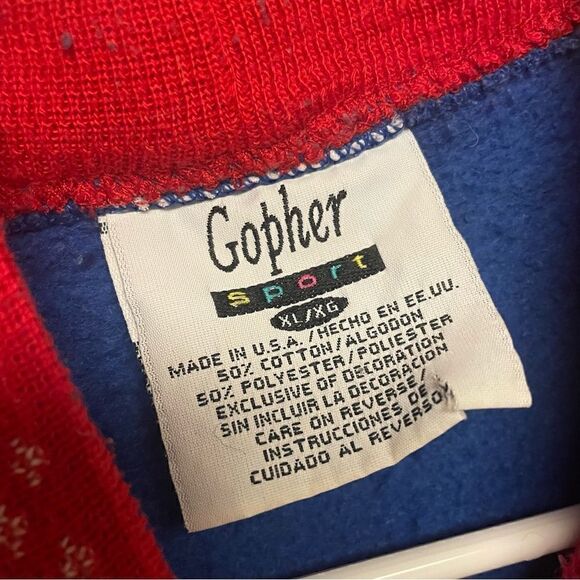 Gopher
sport
XL/XG
MADE IN U.S.A./HECHO EN EE.UU.
50% COTTON/ALGODON
50% POLYESTER/POLIESTER
EXCLUSIVE OF DECORATION
SIN INCLUIR LA DECORACION
CARE ON REVERSE/
INSTRUCCIONES DE
CUIDADO AL REVERSO